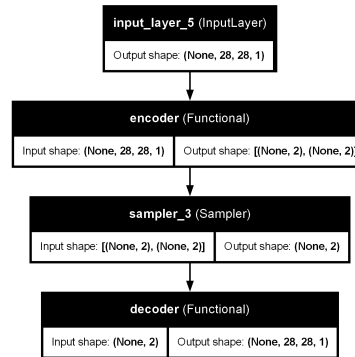 input_layer_5 (InputLayer)
Output shape: (None, 28, 28, 1)
encoder (Functional)
Input shape: (None, 28, 28, 1) Output shape: [(None, 2), (None, 2)]
sampler_3 (Sampler)
Input shape: [(None, 2), (None, 2)] Output shape: (None, 2)
decoder (Functional)
Input shape: (None, 2) Output shape: (None, 28, 28, 1)